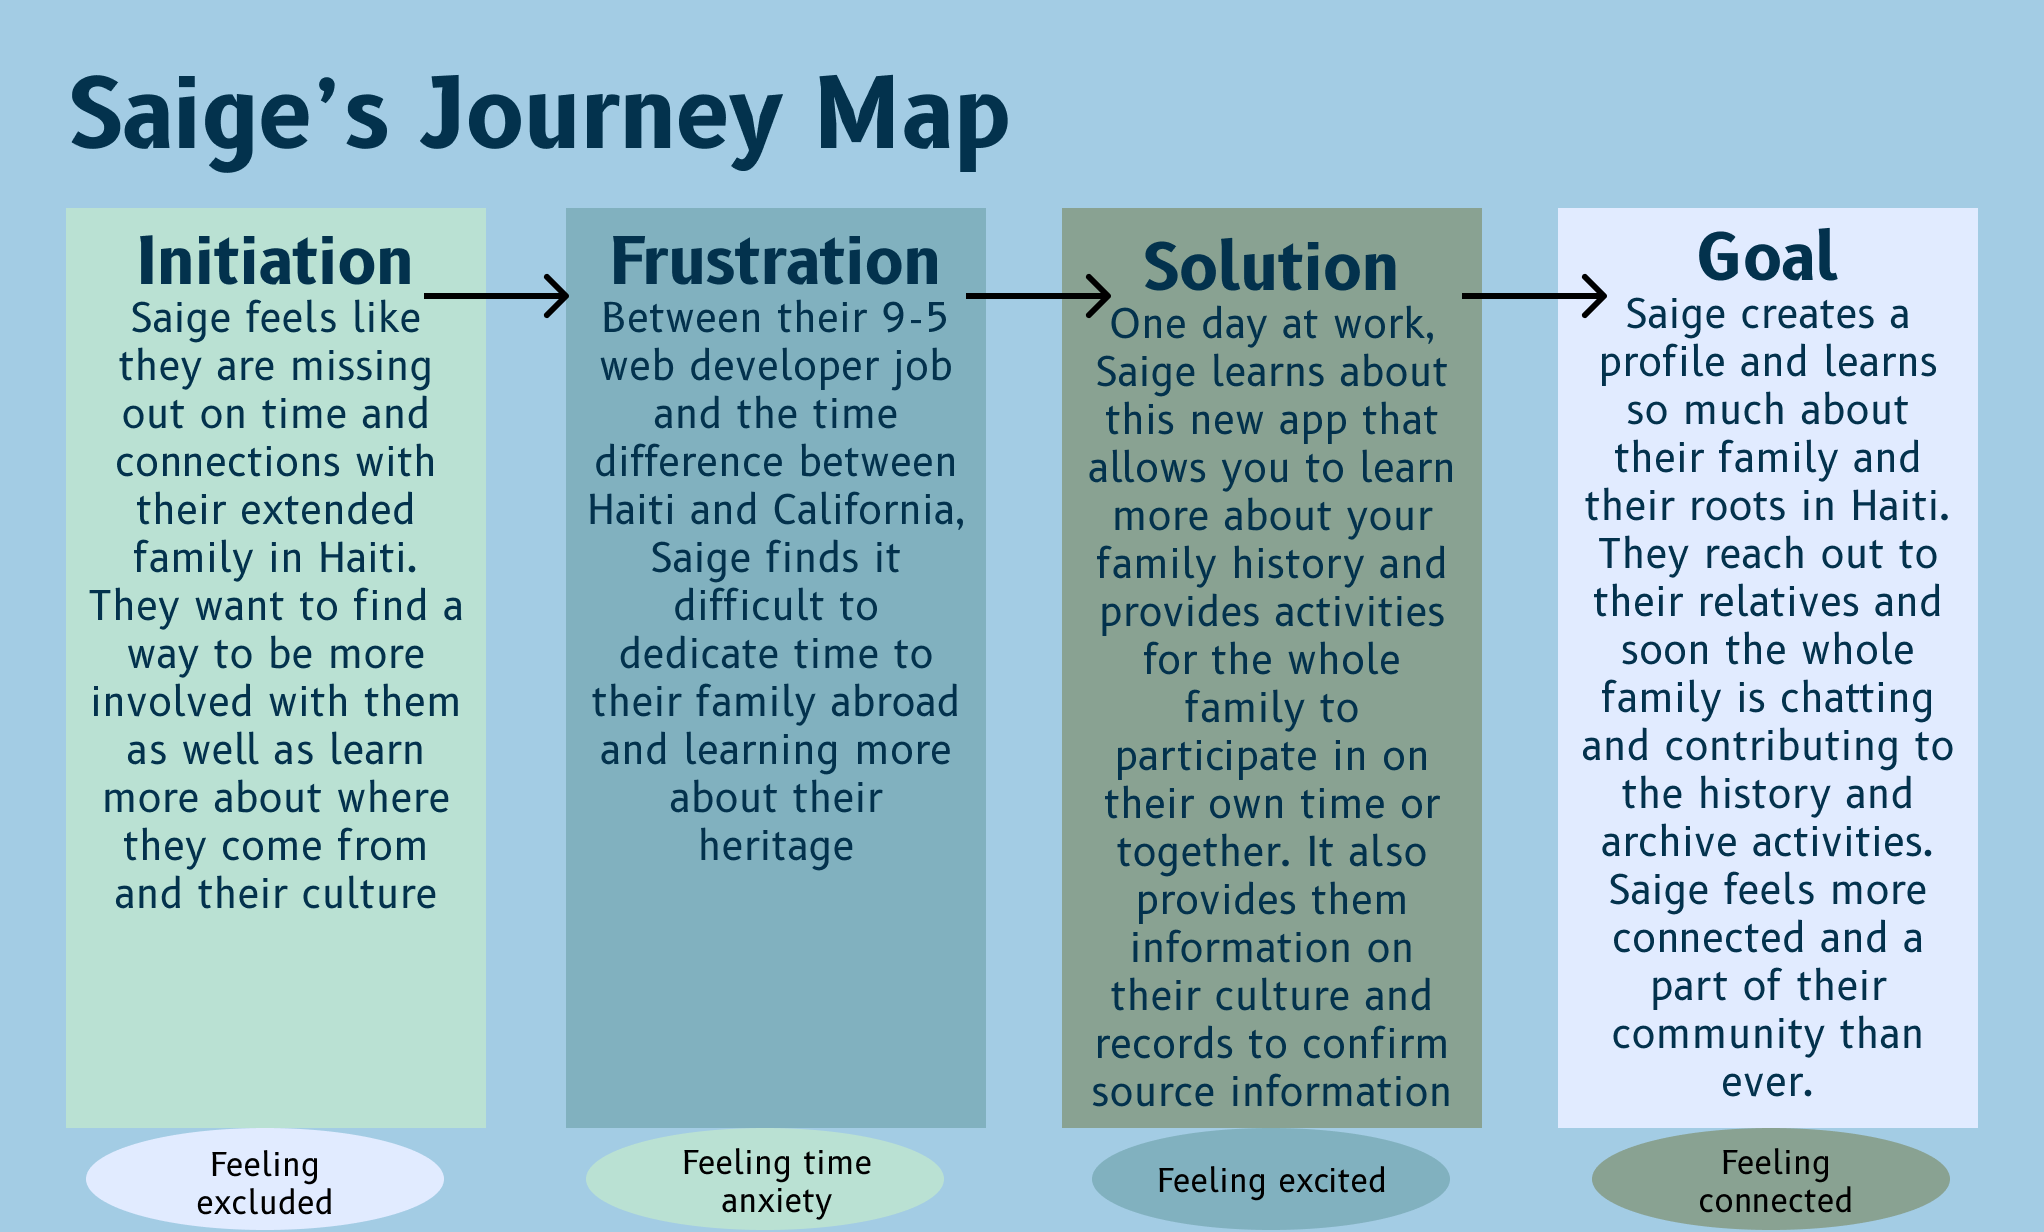 Saige's Journey Map
Initiation
Saige feels like
they are missing
out on time and
connections with
their extended
family in Haiti.
They want to find a
way to be more
involved with them
as well as learn
more about where
they come from
and their culture
Feeling
excluded
Frustration
Between their 9-5
web developer job
and the time
difference between
Haiti and California,
Saige finds it
difficult to
dedicate time to
their family abroad
and learning more
about their
heritage
Feeling time
anxiety
Solution
One day at work,
Saige learns about
this new app that
allows you to learn
more about your
family history and
provides activities
for the whole
family to
participate in on
their own time or
together. It also
provides them
information on
their culture and
records to confirm
source information
Feeling excited
Goal
Saige creates a
profile and learns
so much about
their family and
their roots in Haiti.
They reach out to
their relatives and
soon the whole
family is chatting
and contributing to
the history and
archive activities.
Saige feels more
connected and a
part of their
community than
ever.
Feeling
connected